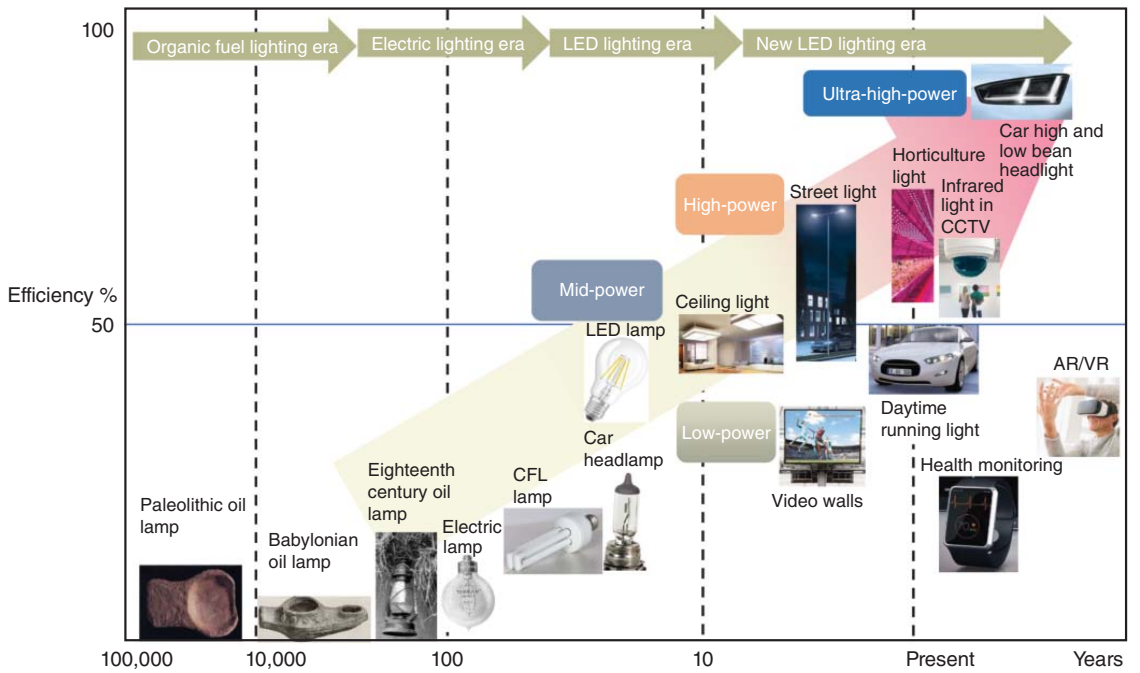 100
Organic fuel lighting era
Electric lighting era
LED lighting era
New LED lighting era
Ultra-high-power
Car high and
low bean
headlight
Horticulture
light
Infrared
light in
CCTV
Street light
High-power
Mid-power
Efficiency %
Ceiling light
50
LED lamp
AR/VR
Daytime
running light
Low-power
Car
headlamp
Video walls
Health monitoring
CFL
lamp
Eighteenth
century oil
lamp
Electric
lamp
Paleolithic oil
lamp
Babylonian
oil lamp
100,000
10,000
100
10
Present
Years